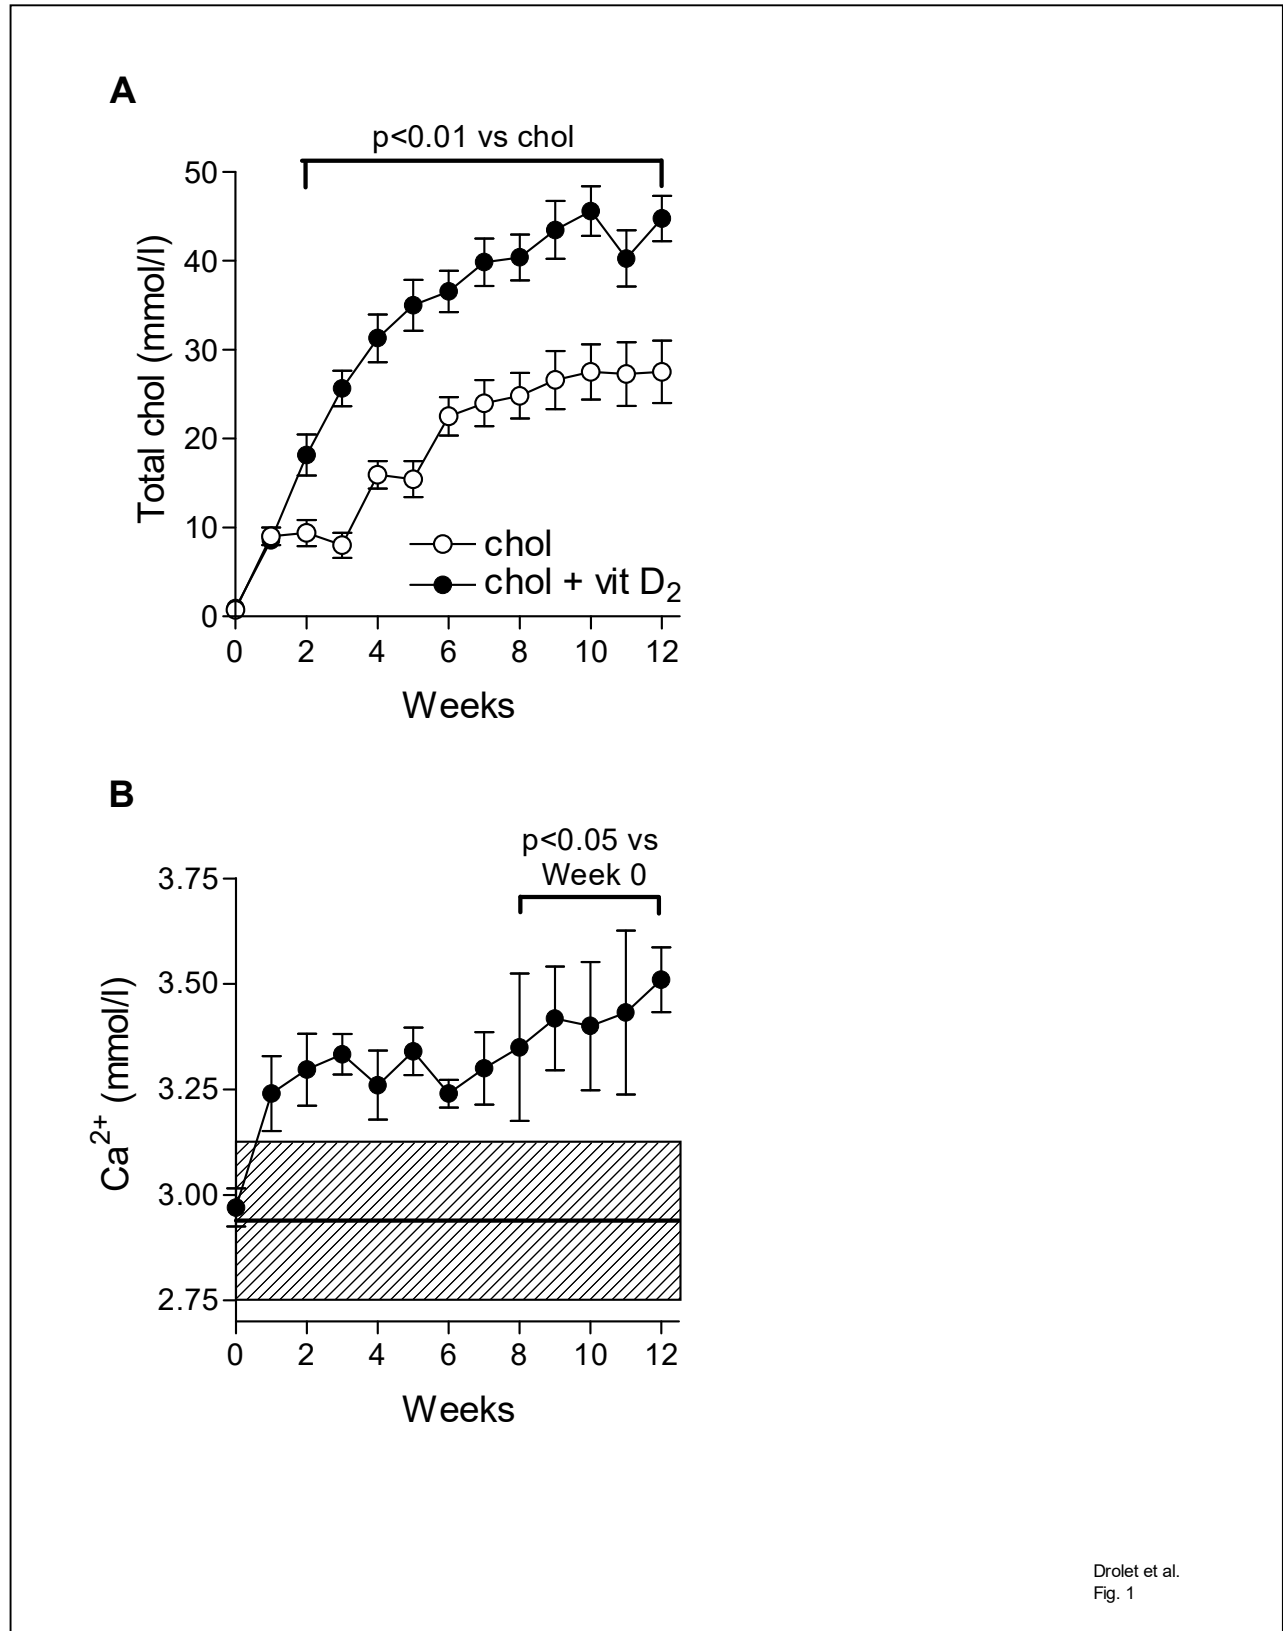 A
p<0.01 vs chol
50
40
30
20
10
0
Total chol (mmol/l)
chol
chol + vit D2
0 2 4 6 8 10 12
Weeks
B
p<0.05 vs
Week 0
3.75
3.50
3.25
3.00
2.75
Ca2+ (mmol/l)
0 2 4 6 8 10 12
Weeks
Drolet et al.
Fig. 1